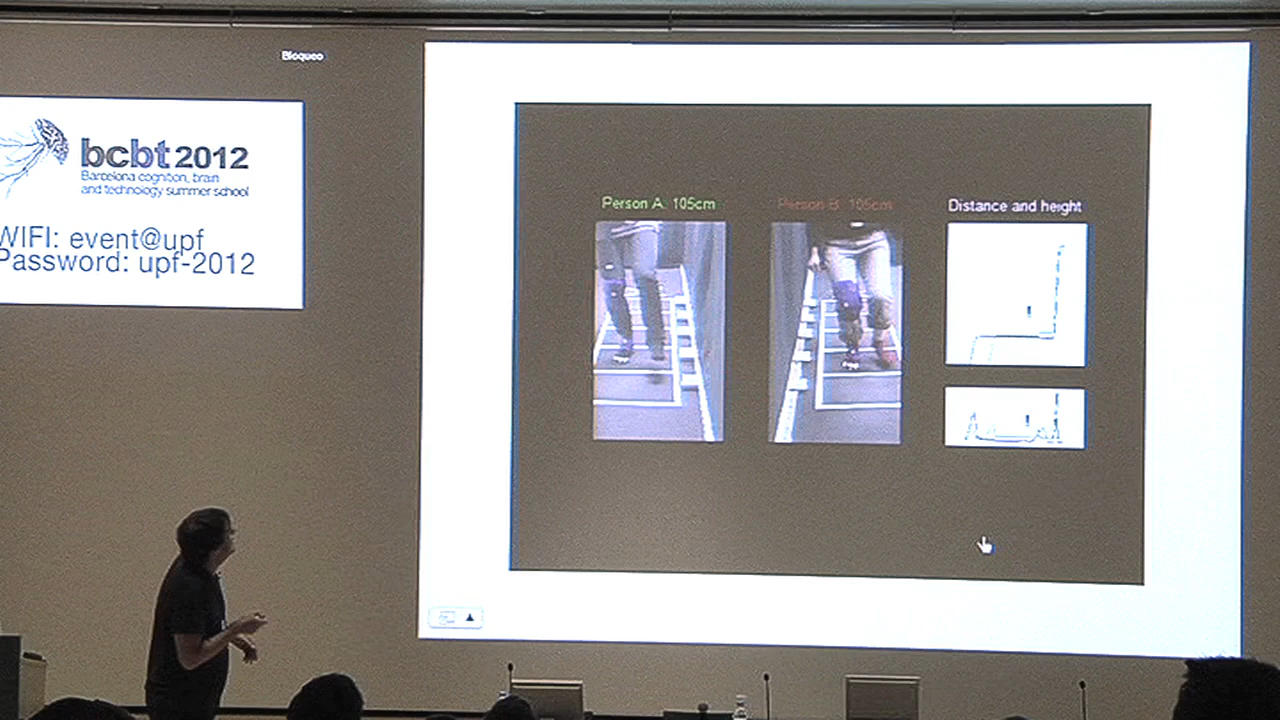 Bloqueo
bcbt 2012
Barcelona cognition, brain
and technology summer school
WIFI: event@upf
Password: upf-2012
Person A: 105cm
Person B: 105cm
Distance and height